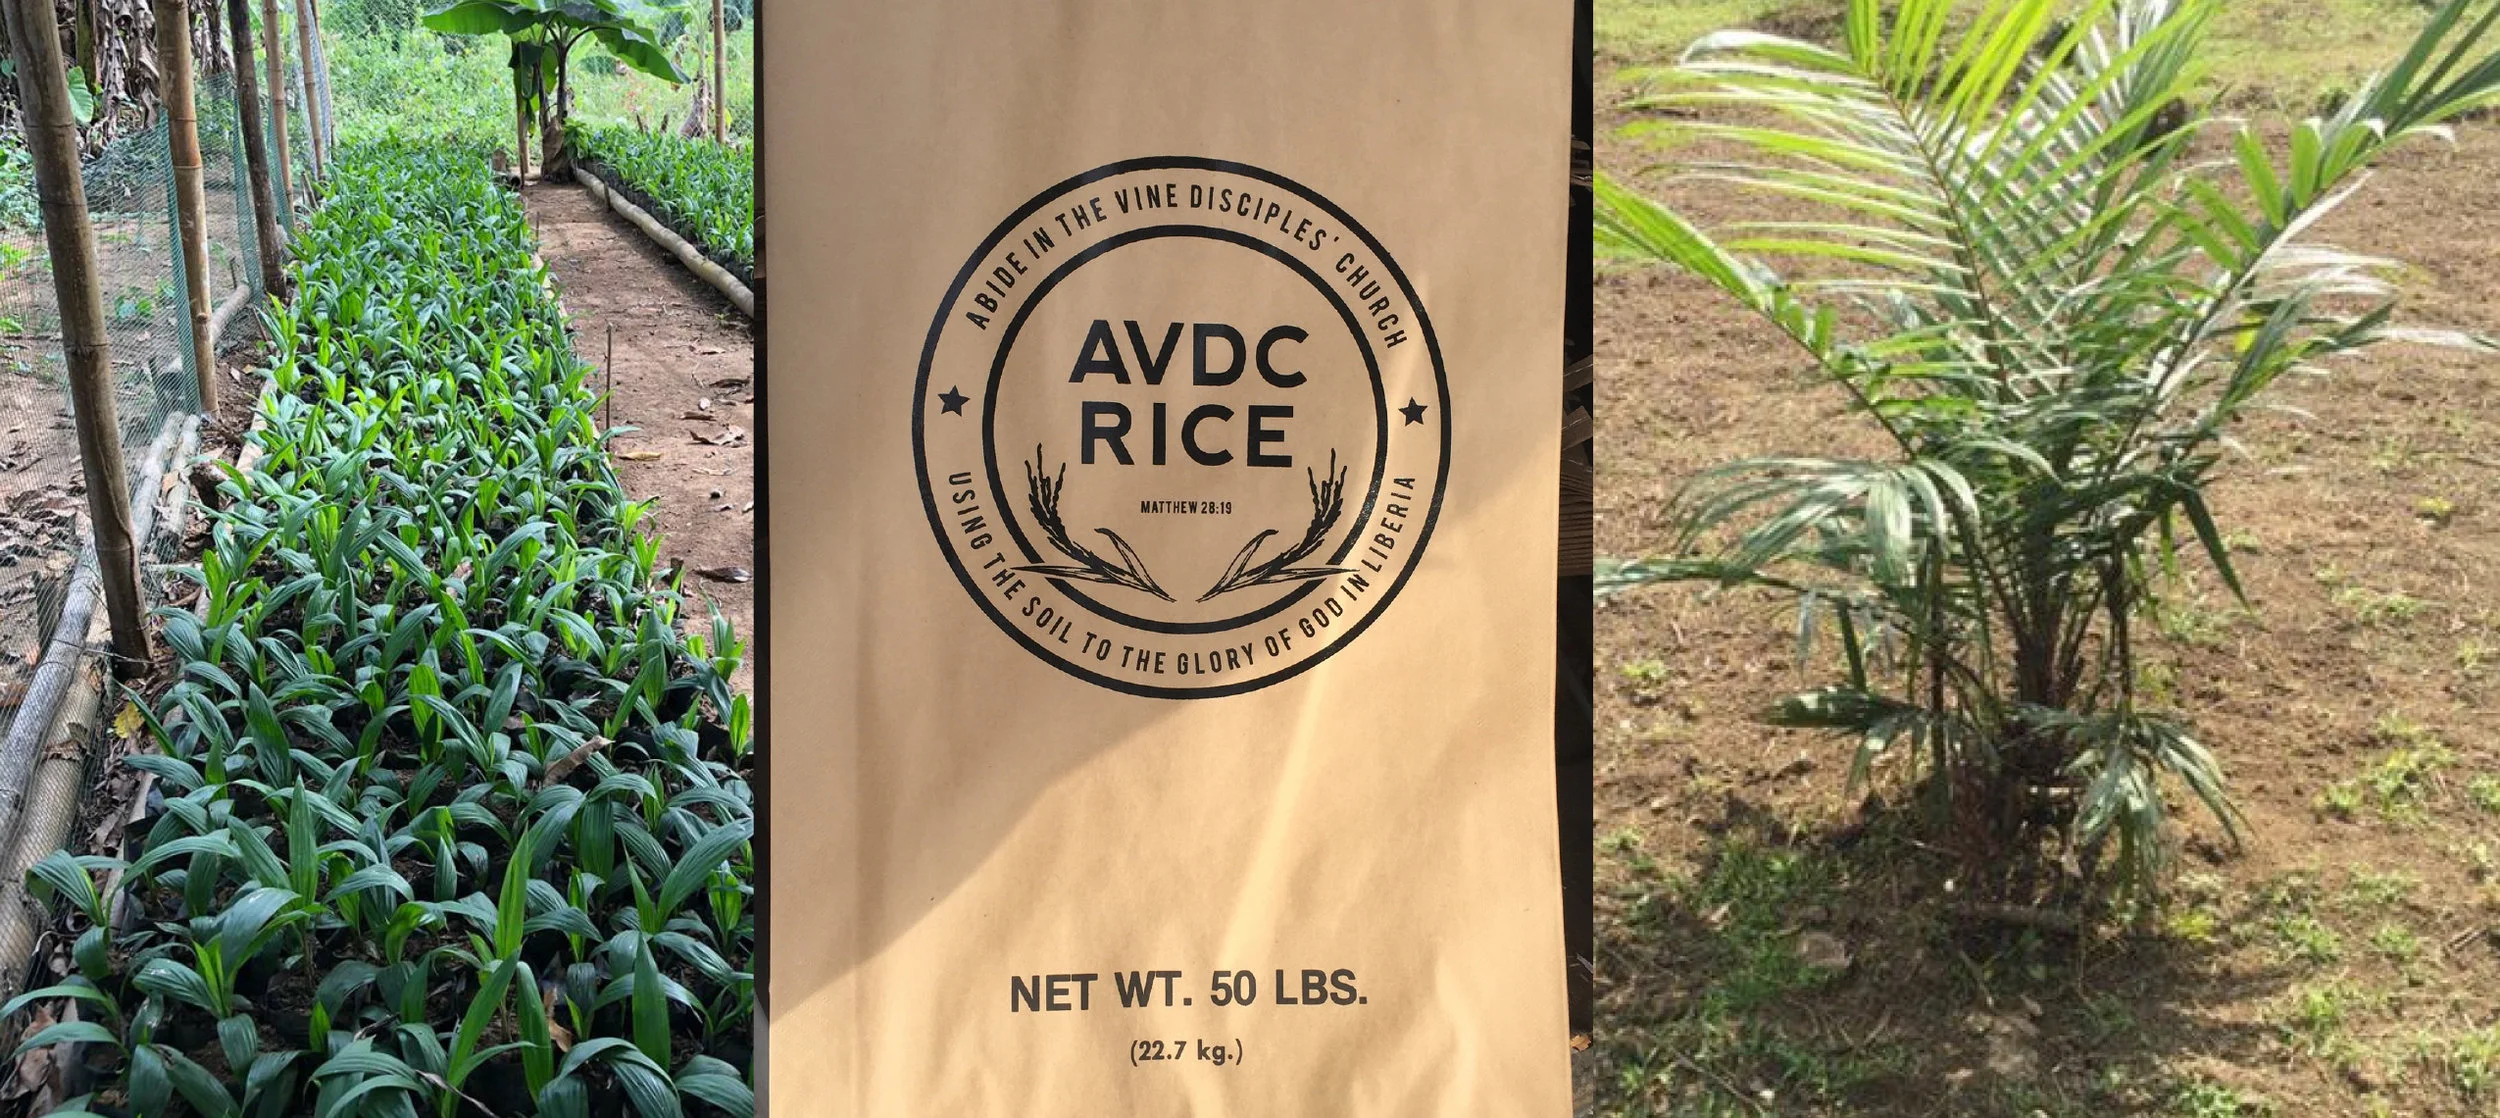 ABIDE IN THE VINE DISCIPLES' CHURCH
AVDC
RICE
MATTHEW 28:19
USING THE SOIL TO THE GLORY OF GOD IN LIBERIA
NET WT. 50 LBS.
(22.7 kg.)